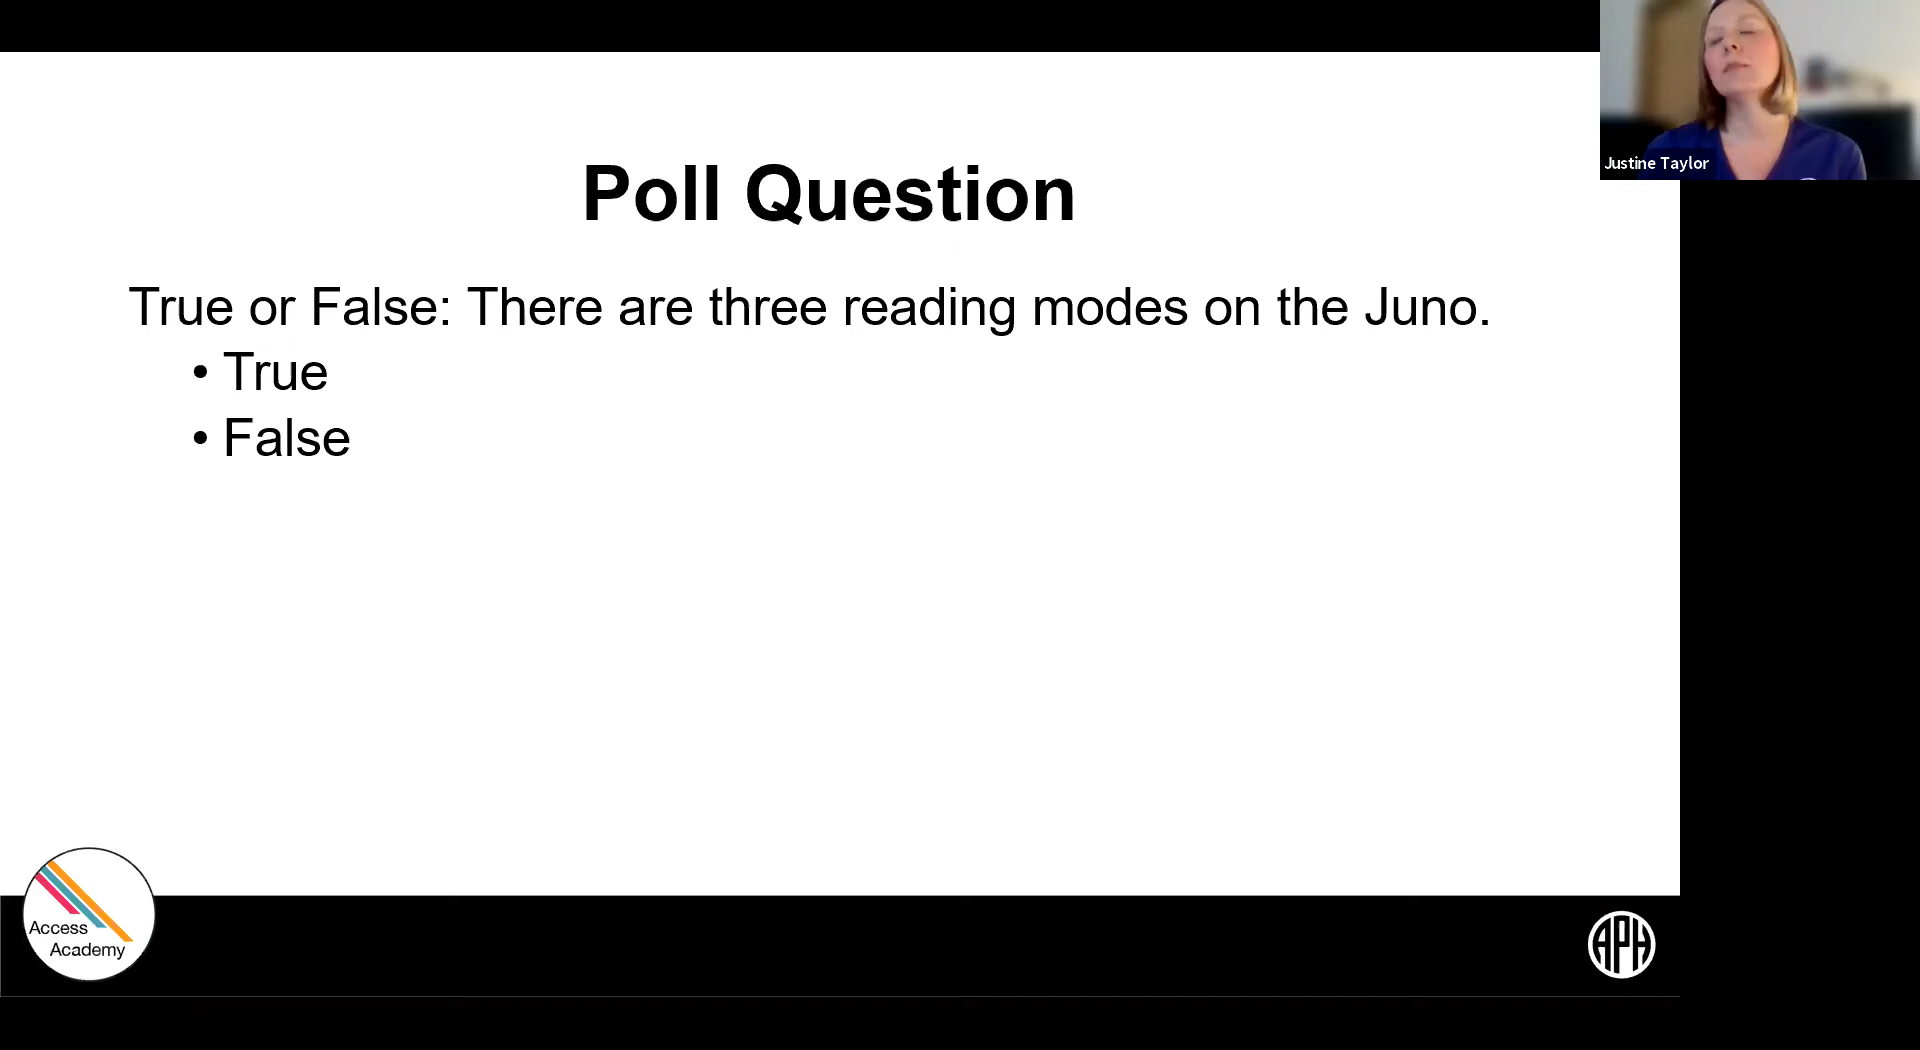 Poll Question
True or False: There are three reading modes on the Juno.
• True
• False
Justine Taylor
Access
Academy
APH